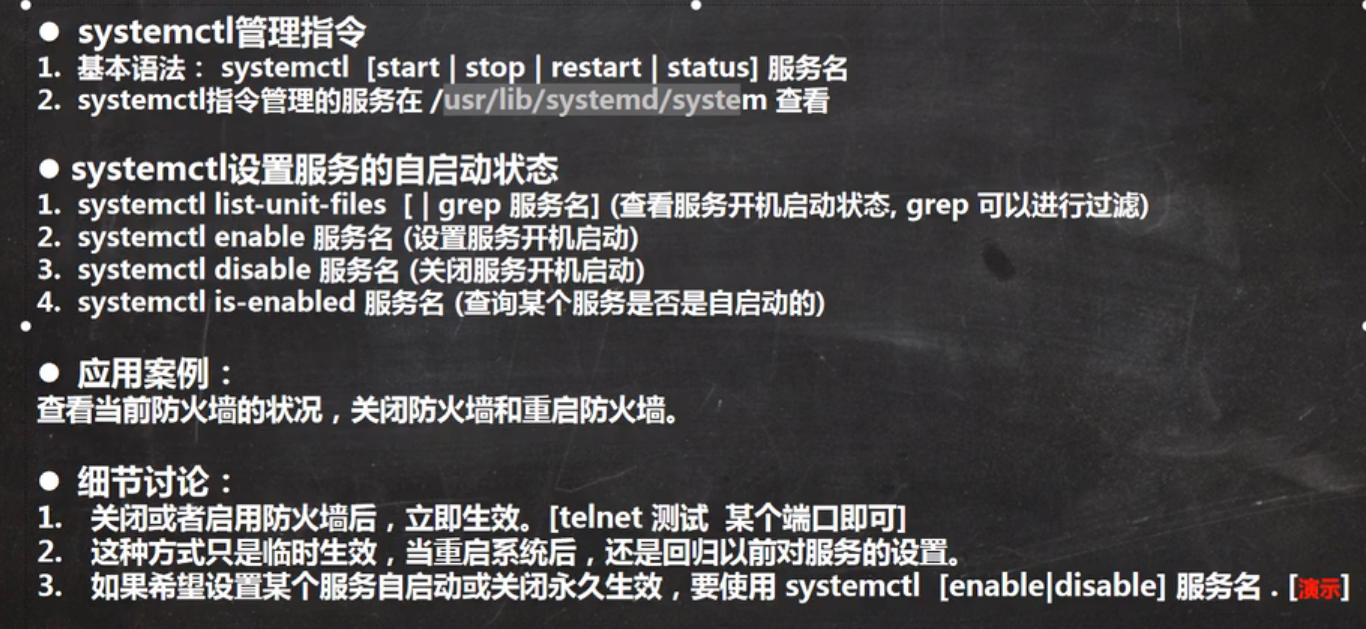 ● systemctl管理指令
1. 基本语法： systemctl [start | stop | restart | status] 服务名
2. systemctl指令管理的服务在 /usr/lib/systemd/system 查看
● systemctl设置服务的自启动状态
1. systemctl list-unit-files [ | grep 服务名] (查看服务开机启动状态, grep 可以进行过滤)
2. systemctl enable 服务名 (设置服务开机启动)
3. systemctl disable 服务名 (关闭服务开机启动)
4. systemctl is-enabled 服务名 (查询某个服务是否是自启动的)
● 应用案例：
查看当前防火墙的状况，关闭防火墙和重启防火墙。
● 细节讨论：
1. 关闭或者启用防火墙后，立即生效。[telnet 测试 某个端口即可]
2. 这种方式只是临时生效，当重启系统后，还是回归以前对服务的设置。
3. 如果希望设置某个服务自启动或关闭永久生效，要使用 systemctl [enable|disable] 服务名 . [演示]